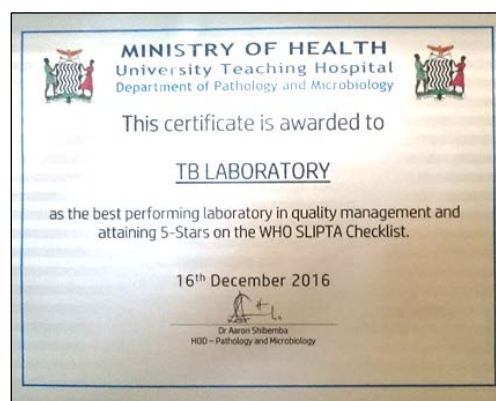 MINISTRY OF HEALTH
University Teaching Hospital
Department of Pathology and Microbiology
This certificate is awarded to
TB LABORATORY
as the best performing laboratory in quality management and
attaining 5-Stars on the WHO SLIPTA Checklist.
16th December 2016
Dr Aaron Shibemba
HOD – Pathology and Microbiology